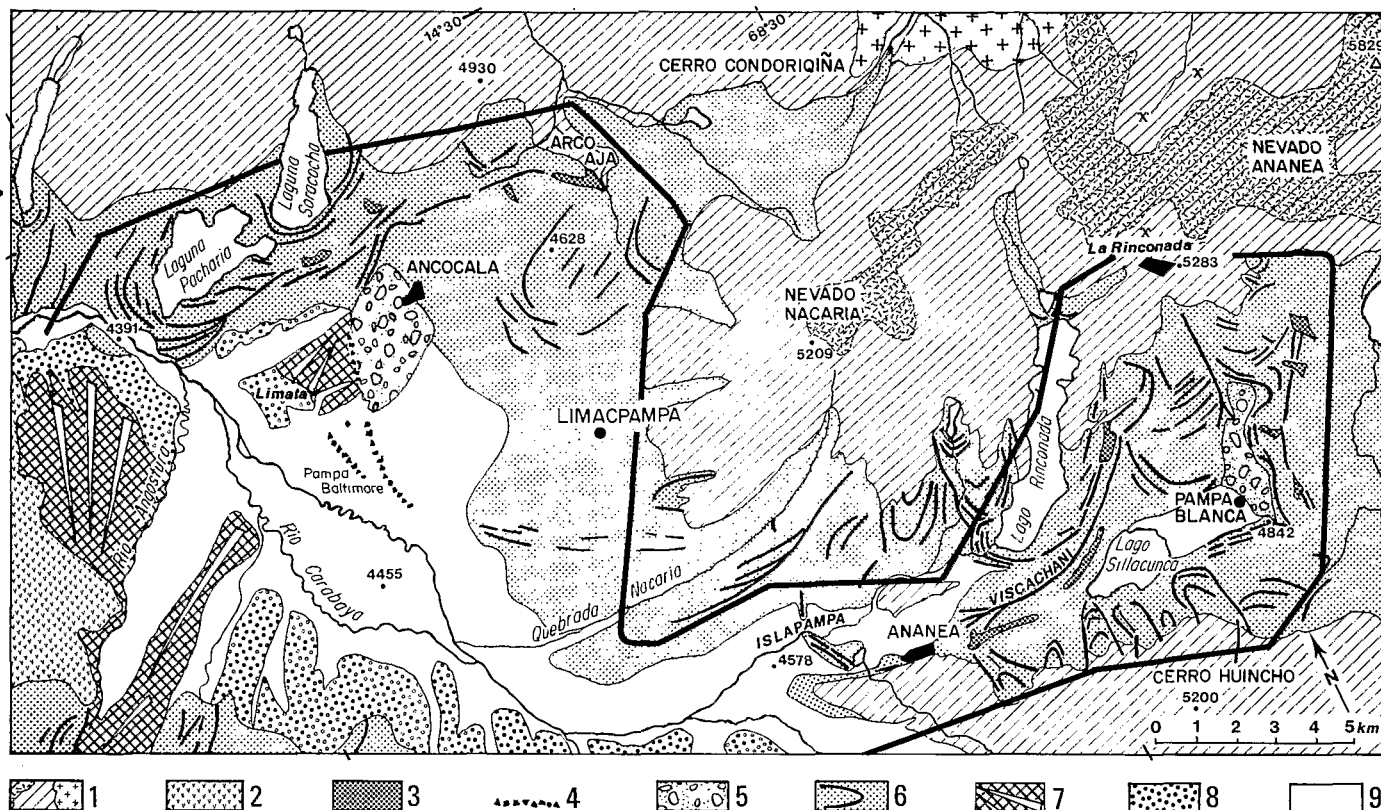 14°30
68°30
5829
4930
CERRO CONDORIQIÑA
x
x
ARCO-
AJA
NEVADO
ANANEA
Laguna
Saracocha
x
La Rinconada
5283
4628
Laguna
Pacharia
ANCOCALA
NEVADO
NACARIA
5209
4391
Limata
LIMACPAMPA
Pampa
Baltimore
Rio Angostura
Lago Rinconada
PAMPA
BLANCA
4842
Lago
Sillacunca
Rio Carabaya
4455
VISCACHANI
Quebrada Nacaria
ISLAPAMPA
ANANEA
4578
CERRO HUINCHO
5200
N
0 1 2 3 4 5 km
1 2 3 4 5 6 7 8 9